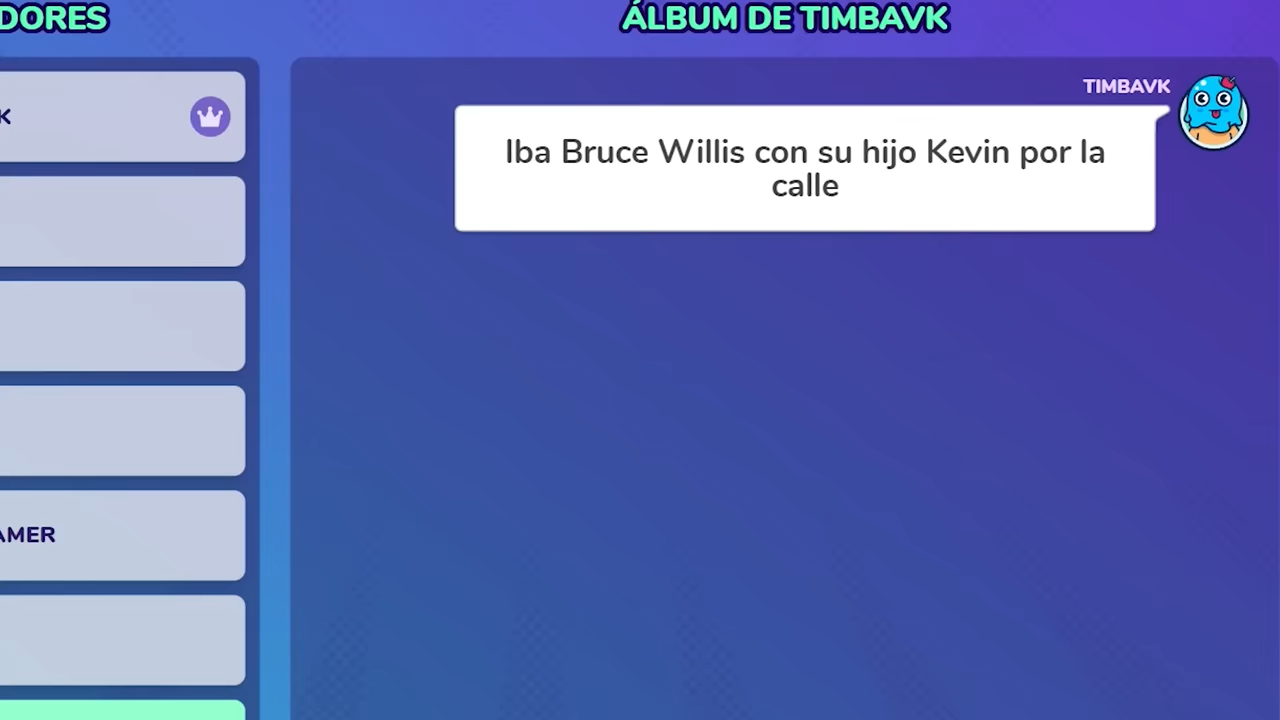 DORES
ÁLBUM DE TIMBAVK
K
TIMBAVK
Iba Bruce Willis con su hijo Kevin por la
calle
AMER